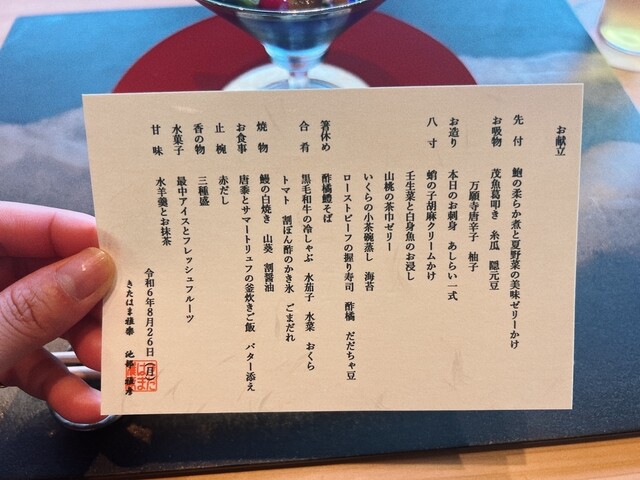 お献立
先付　鮑の柔らか煮と夏野菜の美味ゼリーかけ
お吸物　茂魚葛叩き　糸瓜　隠元豆
万願寺唐辛子　柚子
お造り　本日のお刺身　あしらい一式
八寸　蛸の子胡麻クリームかけ
壬生菜と白身魚のお浸し
山桃の茶巾ゼリー
いくらの小茶碗蒸し　海苔
ローストビーフの握り寿司　酢橘　だだちゃ豆
箸休め　酢橘鱧そば
合肴　黒毛和牛の冷しゃぶ　水茄子　水菜　おくら
トマト　割ぽん酢のかき氷　ごまだれ
焼物　鰻の白焼き　山葵　割醤油
お食事　唐黍とサマートリュフの釜炊きご飯　バター添え
止椀　赤だし
香の物　三種盛
水菓子　最中アイスとフレッシュフルーツ
甘味　水羊羹とお抹茶
令和6年8月26日（月）
きたはま